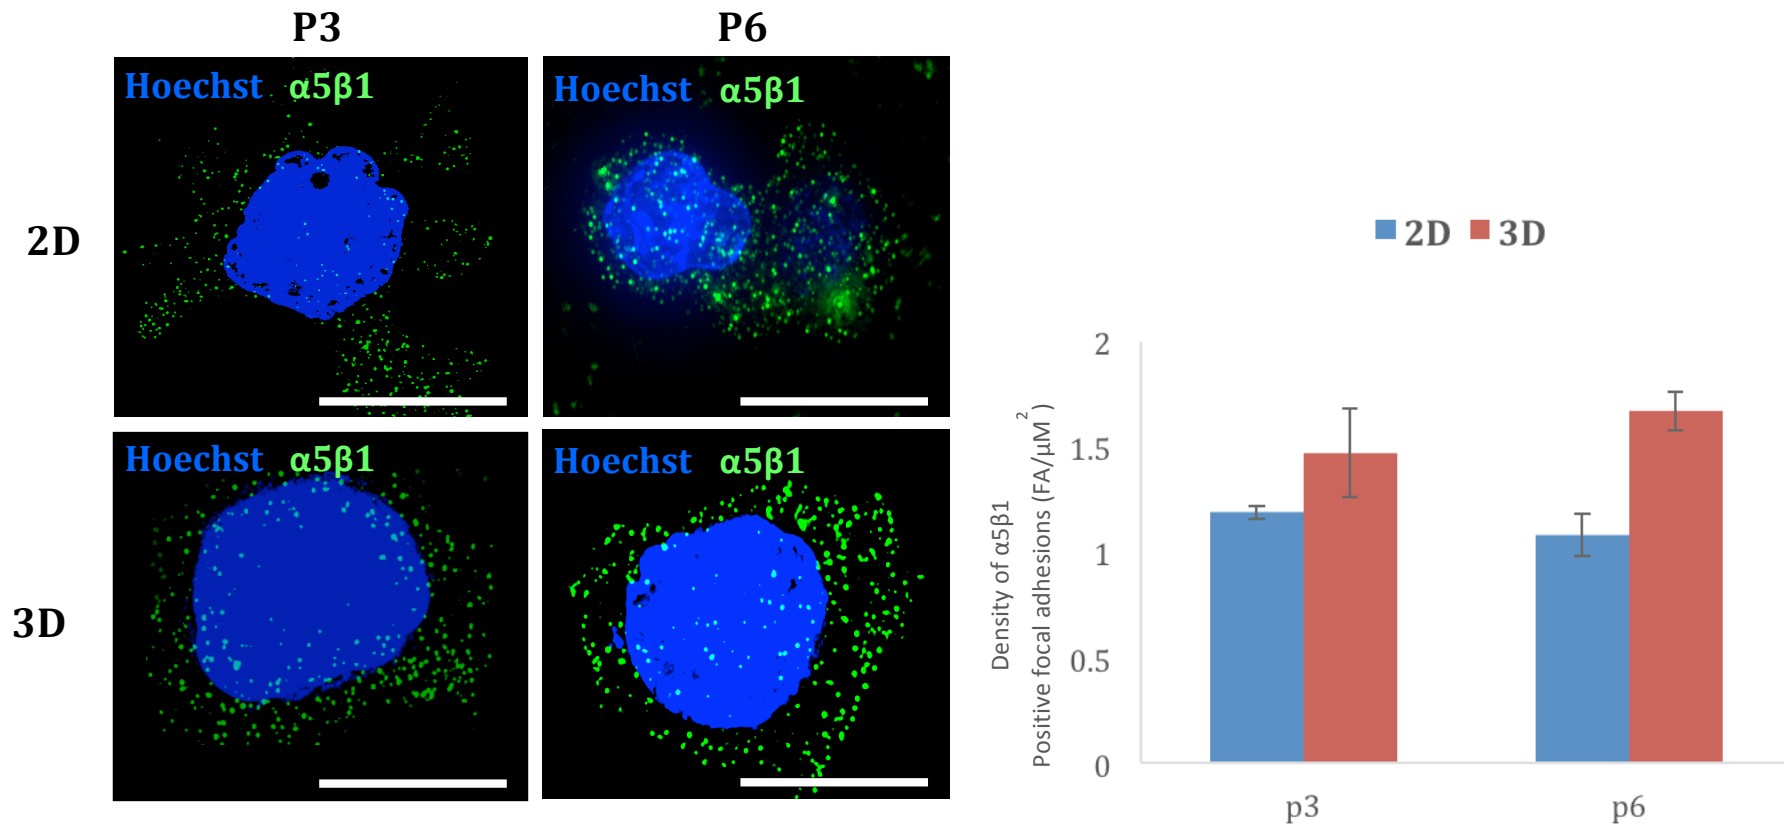 P3 P6
2D
Hoechst α5β1
Hoechst α5β1
3D
Hoechst α5β1
Hoechst α5β1
2D 3D
Density of α5β1
Positive focal adhesions (FA/μM²)
2
1.5
1
0.5
0
p3 p6